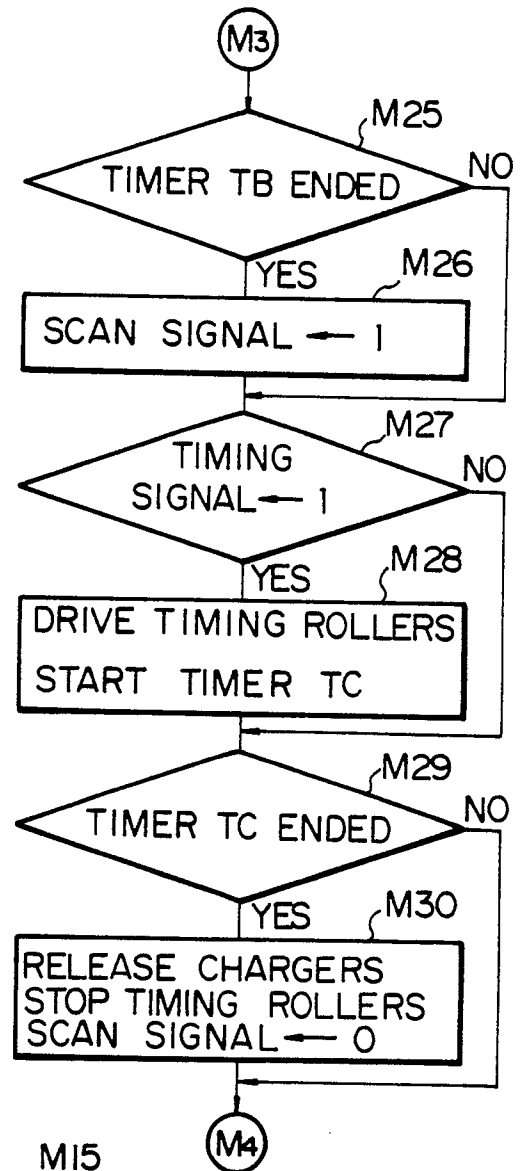 M3
M25
TIMER TB ENDED
NO
YES
M26
SCAN SIGNAL ← 1
M27
TIMING
SIGNAL ← 1
NO
YES
M28
DRIVE TIMING ROLLERS
START TIMER TC
M29
TIMER TC ENDED
NO
YES
M30
RELEASE CHARGERS
STOP TIMING ROLLERS
SCAN SIGNAL ← 0
M4
M15